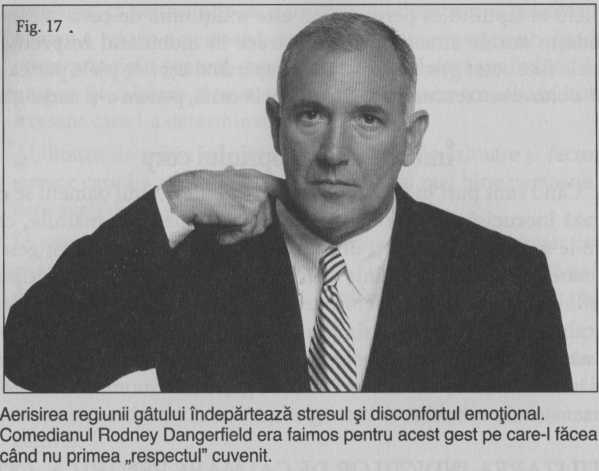 Fig. 17 .
Aerisirea regiunii gâtului îndepărtează stresul şi disconfortul emoţional.
Comedianul Rodney Dangerfield era faimos pentru acest gest pe care-l făcea
când nu primea „respectul" cuvenit.